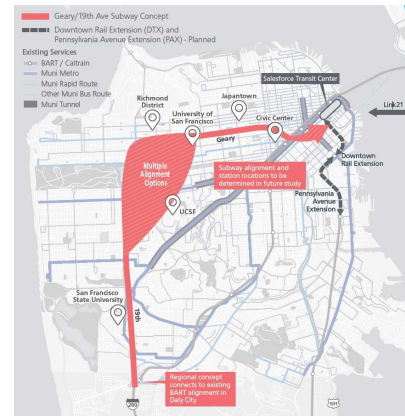 Geary/19th Ave Subway Concept
Downtown Rail Extension (DTX) and
Pennsylvania Avenue Extension (PAX) - Planned
Existing Services
BART / Caltrain
Muni Metro
Muni Rapid Route
Other Muni Bus Route
Muni Tunnel
Salesforce Transit Center
Link21
Japantown
Richmond
District
University of
San Francisco
Civic Center
Geary
Multiple
Alignment
Options
Subway alignment and
station locations to be
determined in future study
Downtown
Rail Extension
UCSF
Pennsylvania
Avenue
Extension
San Francisco
State University
19th
Regional concept
connects to existing
BART alignment in
Daly City
280
101